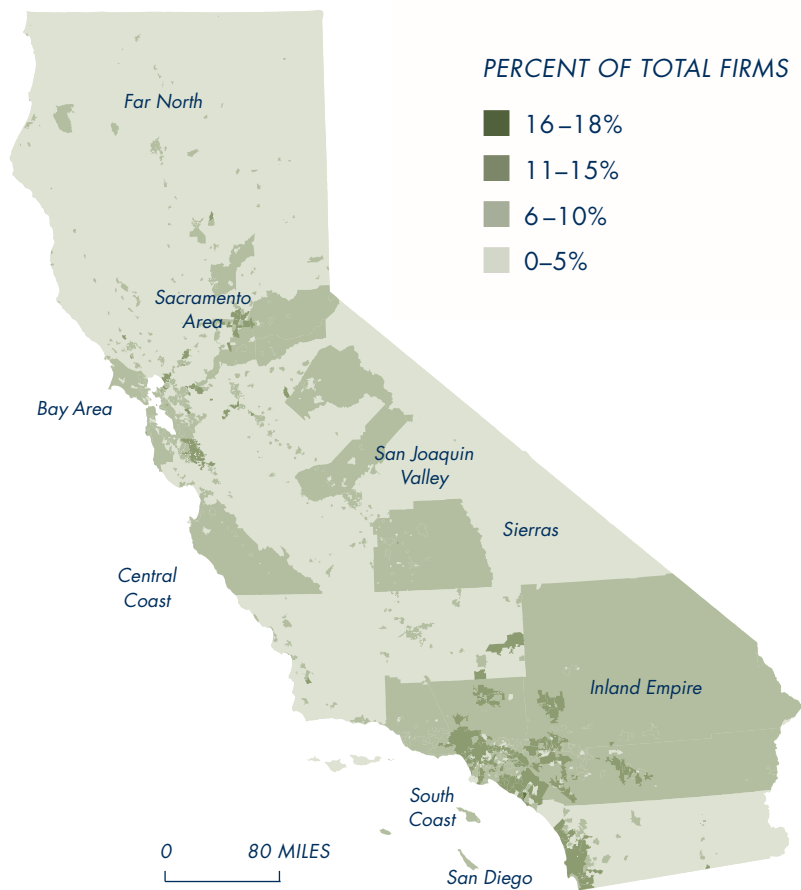 PERCENT OF TOTAL FIRMS
16–18%
11–15%
6–10%
0–5%
Far North
Sacramento
Area
Bay Area
San Joaquin
Valley
Sierras
Central
Coast
Inland Empire
South
Coast
San Diego
0 80 MILES